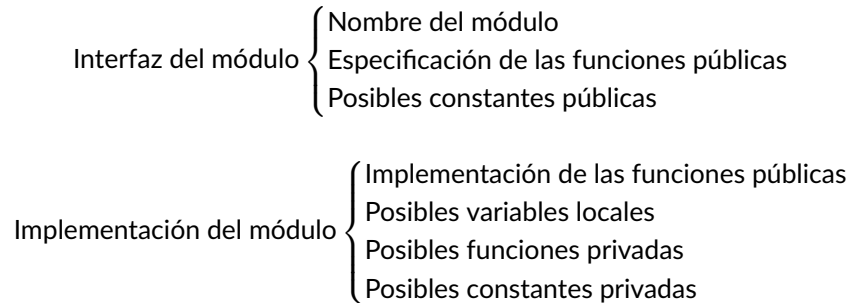 Nombre del módulo
Interfaz del módulo
Especificación de las funciones públicas
Posibles constantes públicas
Implementación de las funciones públicas
Posibles variables locales
Implementación del módulo
Posibles funciones privadas
Posibles constantes privadas